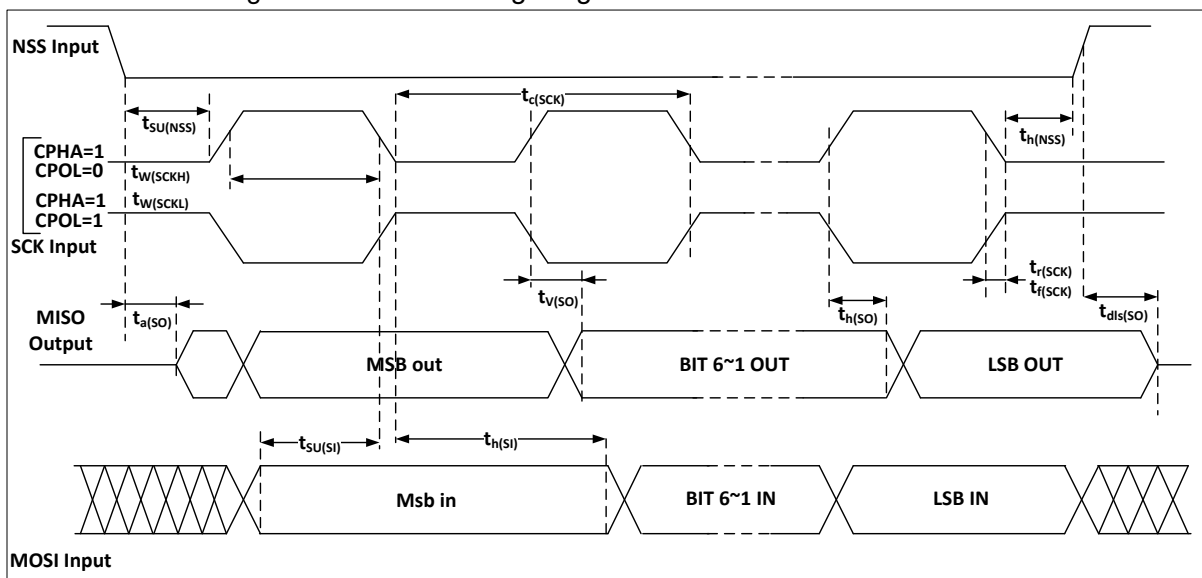 NSS Input
tc(SCK)
tSU(NSS)
th(NSS)
CPHA=1
CPOL=0
tW(SCKH)
CPHA=1
CPOL=1
tW(SCKL)
SCK Input
tV(SO)
tr(SCK)
tf(SCK)
ta(SO)
th(SO)
tdls(SO)
MISO
Output
MSB out
BIT 6~1 OUT
LSB OUT
tSU(SI)
th(SI)
Msb in
BIT 6~1 IN
LSB IN
MOSI Input